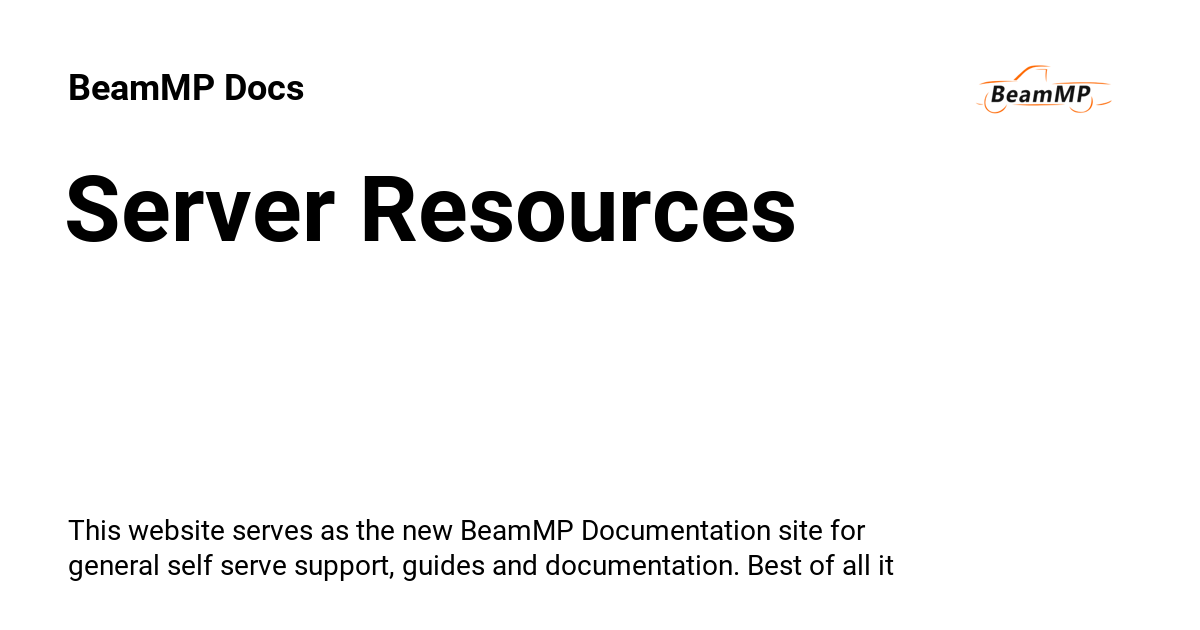 BeamMP Docs
BeamMP
Server Resources
This website serves as the new BeamMP Documentation site for
general self serve support, guides and documentation. Best of all it